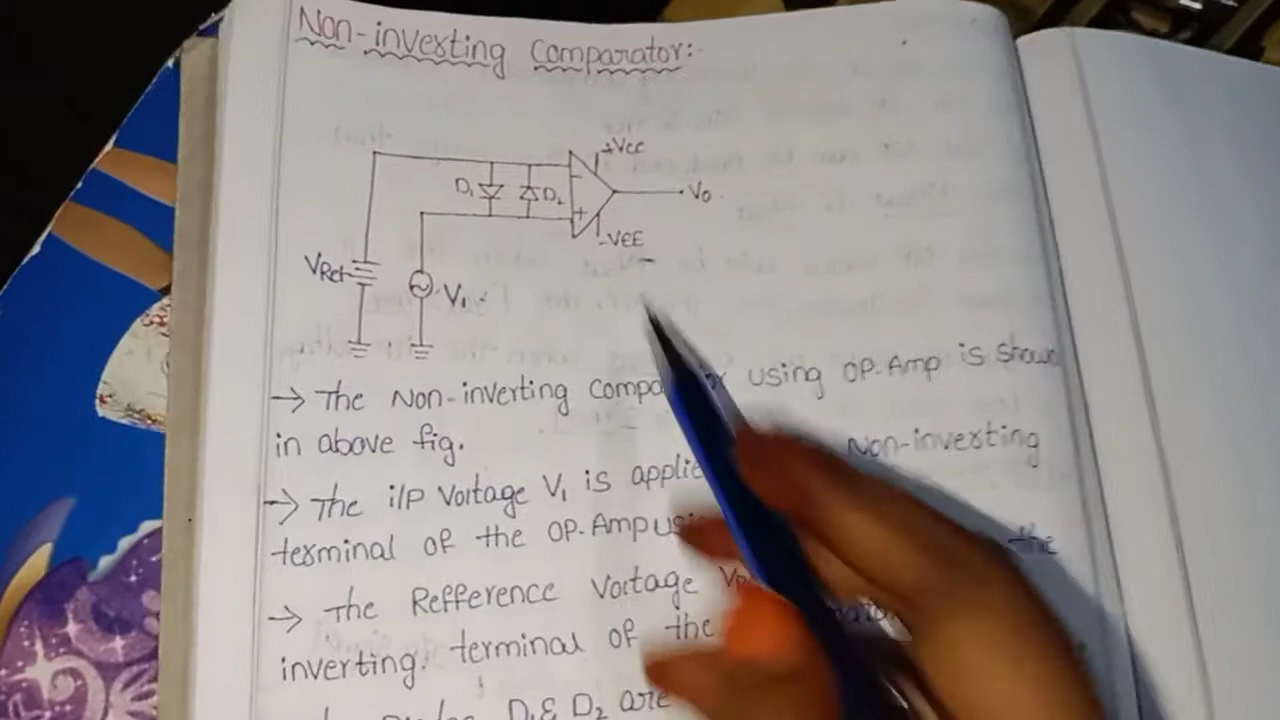 Non-inverting Comparator:-
+Vcc
D₁
D₂
-
+
Vo
-VEE
VRef
V₁
→ The Non-inverting Compa using OP.Amp is shown
in above fig.
→ The i/p Voltage V₁ is applie Non-inverting
terminal of the OP.Amp
→ The Refference Voltage the
inverting. terminal of the
D₁& D₂ are